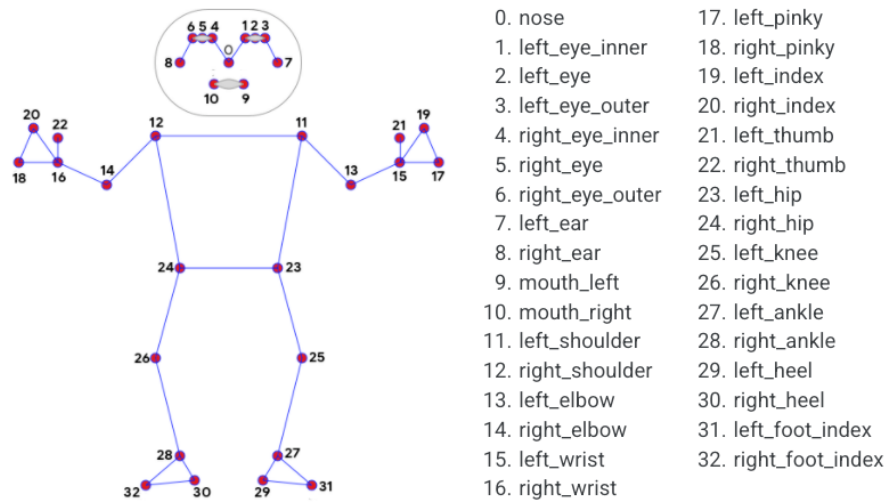 6 5 4 1 2 3
0
8 7
10 9
20 22 12 11 21 19
18 16 14 13 15 17
24 23
26 25
28 27
32 30 29 31
0. nose
1. left_eye_inner
2. left_eye
3. left_eye_outer
4. right_eye_inner
5. right_eye
6. right_eye_outer
7. left_ear
8. right_ear
9. mouth_left
10. mouth_right
11. left_shoulder
12. right_shoulder
13. left_elbow
14. right_elbow
15. left_wrist
16. right_wrist
17. left_pinky
18. right_pinky
19. left_index
20. right_index
21. left_thumb
22. right_thumb
23. left_hip
24. right_hip
25. left_knee
26. right_knee
27. left_ankle
28. right_ankle
29. left_heel
30. right_heel
31. left_foot_index
32. right_foot_index